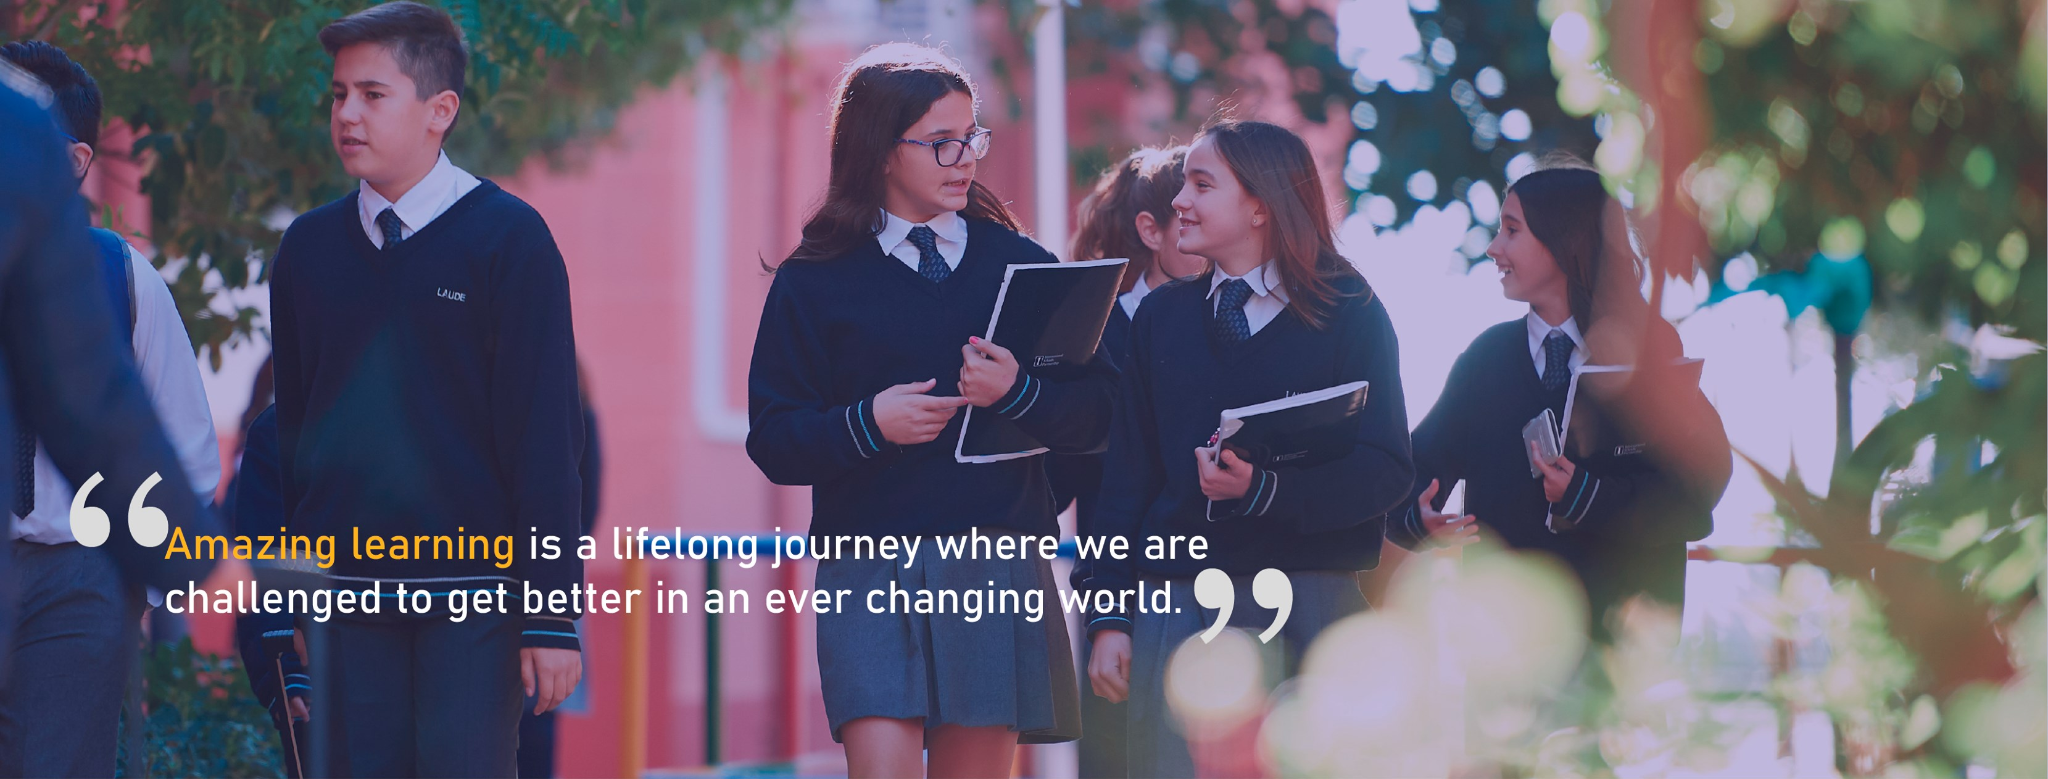 LAUDE
“Amazing learning is a lifelong journey where we are
challenged to get better in an ever changing world.”